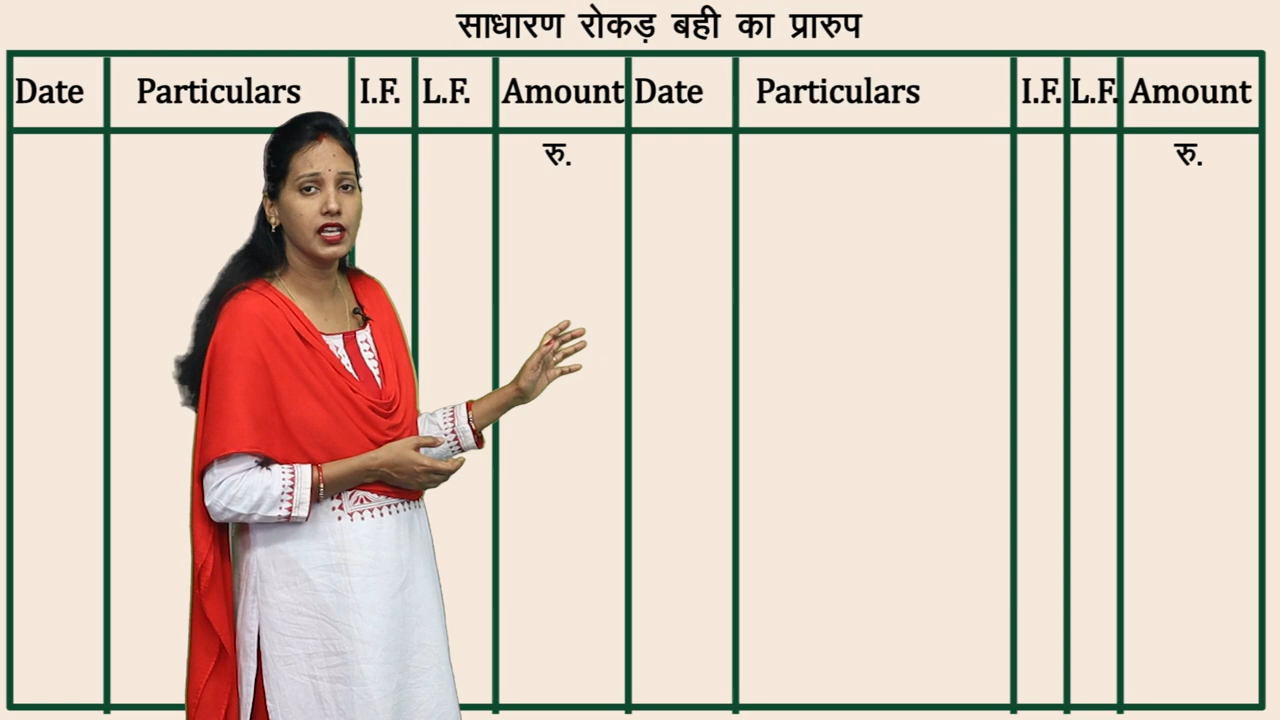 साधारण रोकड़ बही का प्रारुप
Date Particulars I.F. L.F. Amount Date Particulars I.F. L.F. Amount
रु. रु.